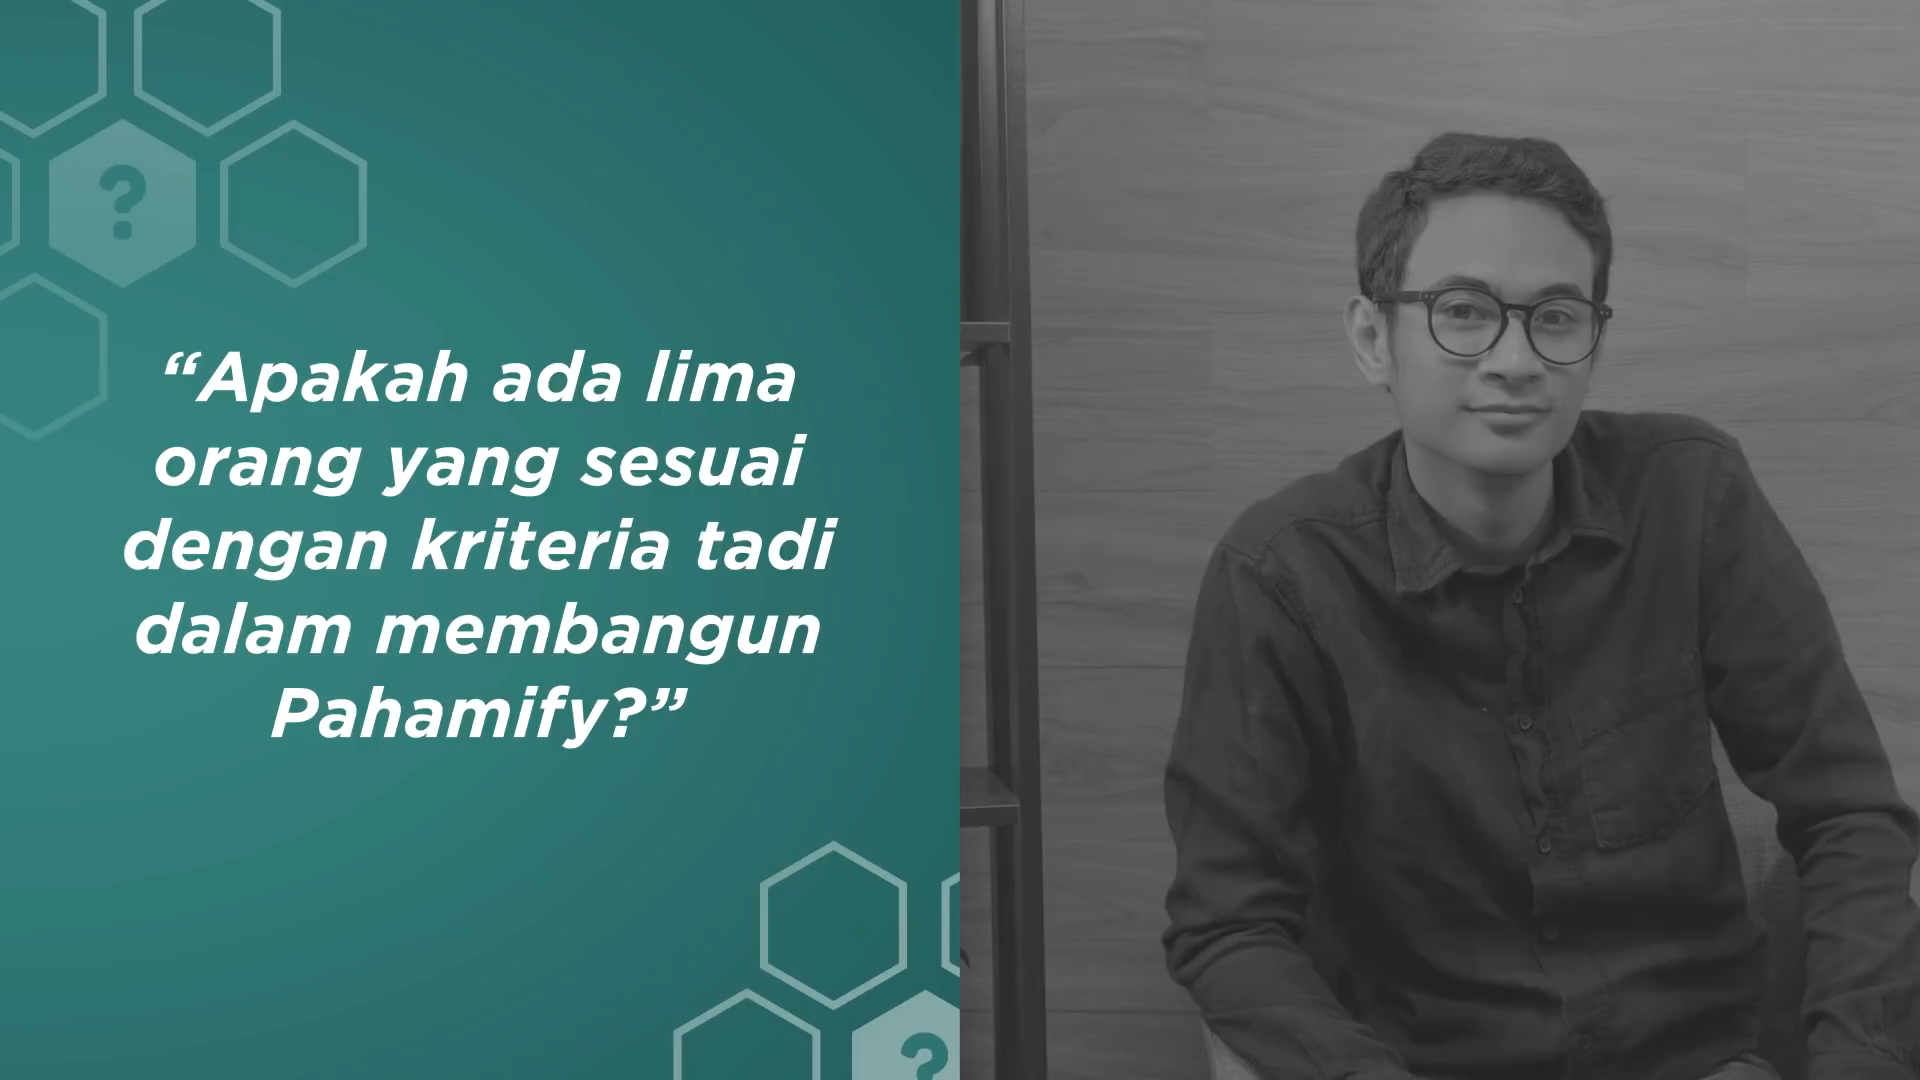 ?
“Apakah ada lima
orang yang sesuai
dengan kriteria tadi
dalam membangun
Pahamify?”
?